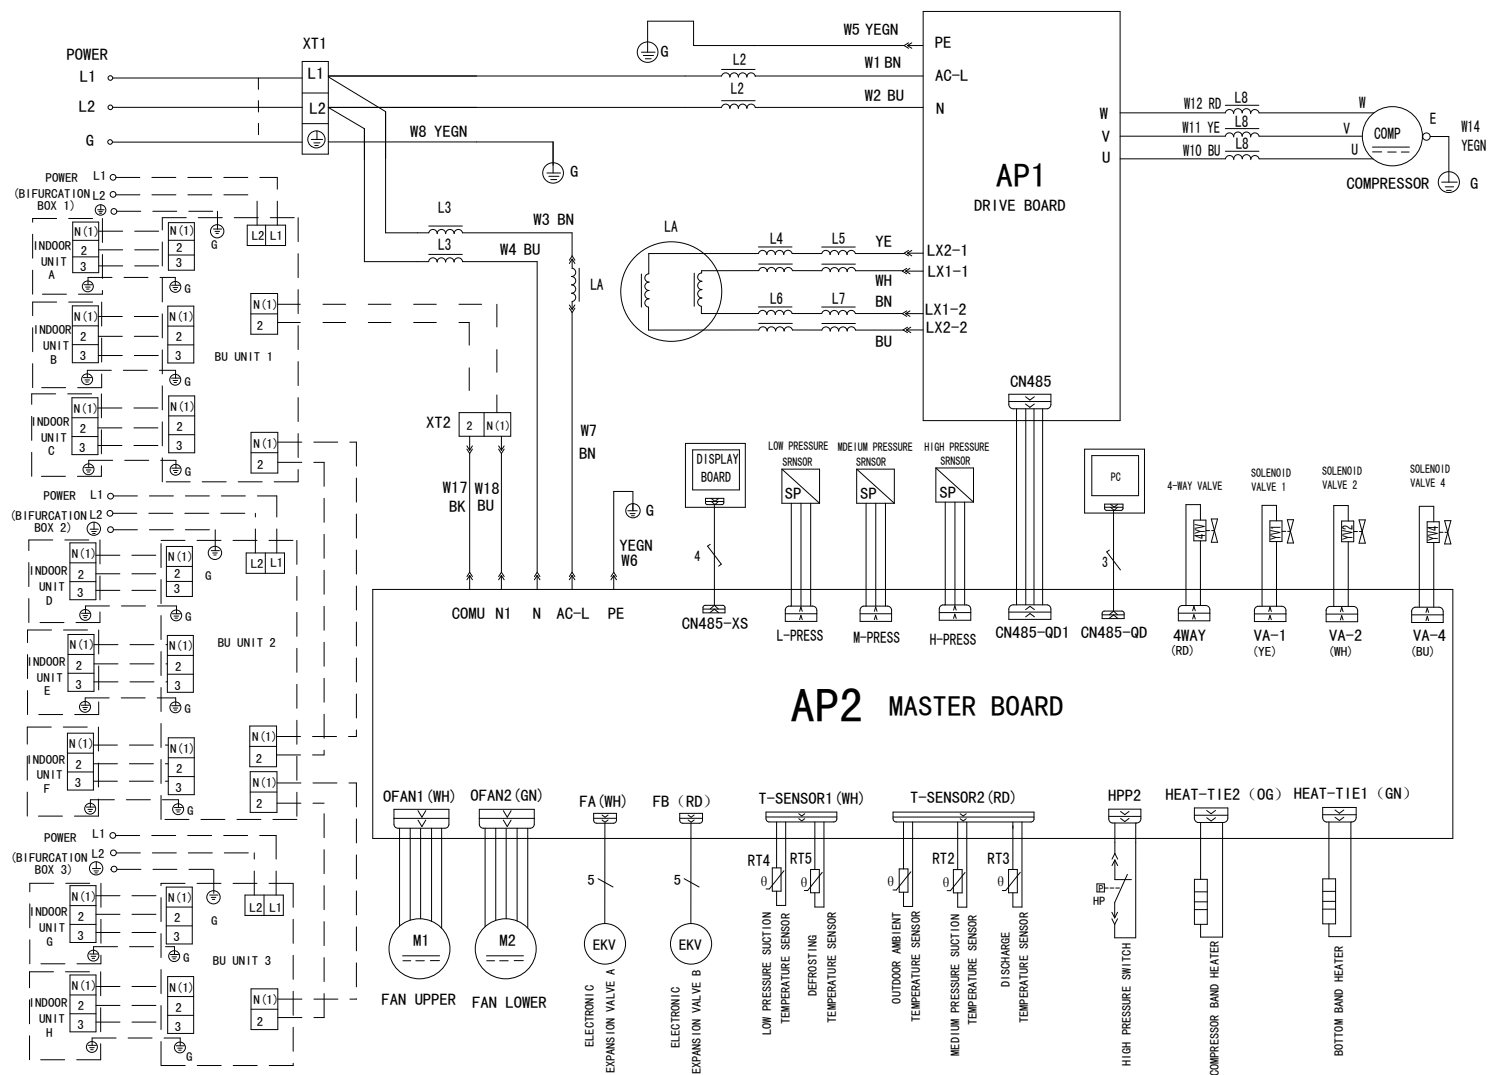 POWER
L1
L2
G
XT1
L1
L2
W8 YEGN
G
W5 YEGN
G
L2
W1 BN
L2
W2 BU
PE
AC-L
N
AP1
DRIVE BOARD
W
V
U
W12 RD
L8
W11 YE
L8
W10 BU
L8
W
V
U
COMP
E
W14
YEGN
COMPRESSOR
G
LX2-1
LX1-1
LX1-2
LX2-2
YE
WH
BN
BU
L4
L5
L6
L7
LA
L3
W3 BN
L3
W4 BU
LA
W7
BN
CN485
POWER L1
(BIFURCATION L2
BOX 1)
G
L2 L1
N(1)
2
3
INDOOR
UNIT
A
N(1)
2
3
G
N(1)
2
3
INDOOR
UNIT
B
N(1)
2
3
G
N(1)
2
3
INDOOR
UNIT
C
N(1)
2
3
G
BU UNIT 1
N(1)
2
N(1)
2
XT2
2 N(1)
W17
BK
W18
BU
G
YEGN
W6
POWER L1
(BIFURCATION L2
BOX 2)
G
L2 L1
N(1)
2
3
INDOOR
UNIT
D
N(1)
2
3
G
N(1)
2
3
INDOOR
UNIT
E
N(1)
2
3
G
N(1)
2
3
INDOOR
UNIT
F
N(1)
2
3
G
BU UNIT 2
N(1)
2
N(1)
2
POWER L1
(BIFURCATION L2
BOX 3)
G
L2 L1
N(1)
2
3
INDOOR
UNIT
G
N(1)
2
3
G
N(1)
2
3
INDOOR
UNIT
H
N(1)
2
3
G
BU UNIT 3
N(1)
2
DISPLAY
BOARD
4
LOW PRESSURE
SRNSOR
SP
MDEIUM PRESSURE
SRNSOR
SP
HIGH PRESSURE
SRNSOR
SP
PC
3
4-WAY VALVE
4YV
SOLENOID
VALVE 1
YV1
SOLENOID
VALVE 2
YV2
SOLENOID
VALVE 4
YV4
COMU N1 N AC-L PE
CN485-XS
L-PRESS
M-PRESS
H-PRESS
CN485-QD1
CN485-QD
4WAY
(RD)
VA-1
(YE)
VA-2
(WH)
VA-4
(BU)
AP2 MASTER BOARD
OFAN1(WH)
OFAN2(GN)
FA(WH)
FB (RD)
T-SENSOR1(WH)
T-SENSOR2(RD)
HPP2
HEAT-TIE2 (OG)
HEAT-TIE1 (GN)
M1
FAN UPPER
M2
FAN LOWER
5
EKV
ELECTRONIC
EXPANSION VALVE A
5
EKV
ELECTRONIC
EXPANSION VALVE B
RT4
θ
LOW PRESSURE SUCTION
TEMPERATURE SENSOR
RT5
θ
DEFROSTING
TEMPERATURE SENSOR
θ
OUTDOOR AMBIENT
TEMPERATURE SENSOR
RT2
θ
MEDIUM PRESSURE SUCTION
TEMPERATURE SENSOR
RT3
θ
DISCHARGE
TEMPERATURE SENSOR
P
HP
HIGH PRESSURE SWITCH
COMPRESSOR BAND HEATER
BOTTOM BAND HEATER